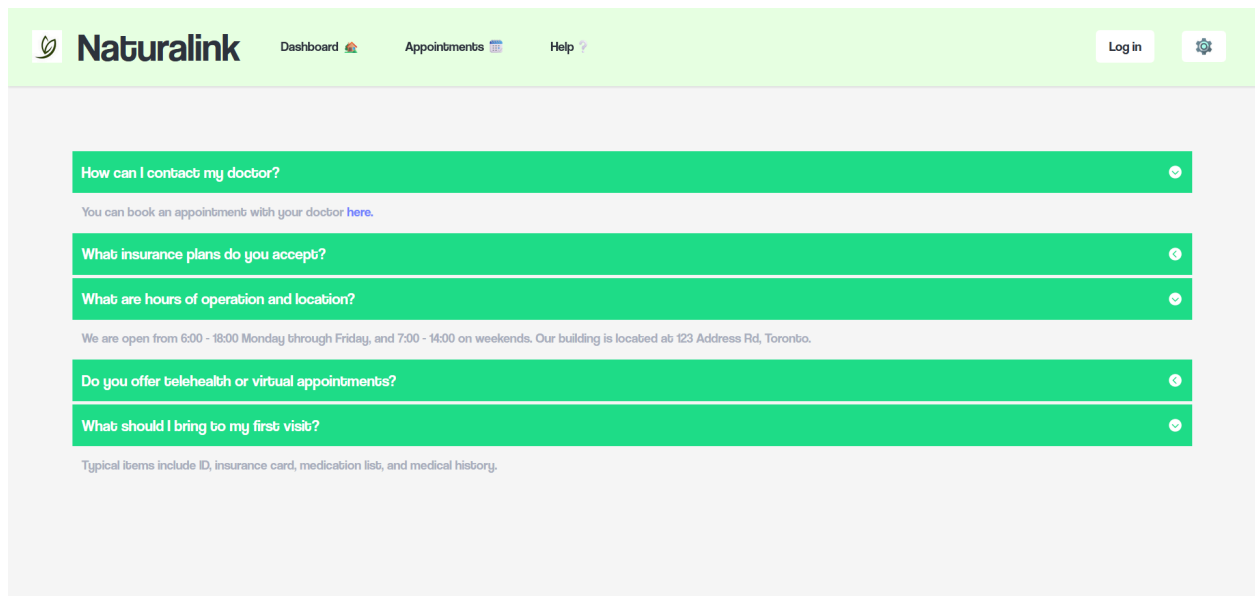 Naturalink
Dashboard
Appointments
Help ❔
Log in
How can I contact my doctor?
You can book an appointment with your doctor here.
What insurance plans do you accept?
What are hours of operation and location?
We are open from 6:00 - 18:00 Monday through Friday, and 7:00 - 14:00 on weekends. Our building is located at 123 Address Rd, Toronto.
Do you offer telehealth or virtual appointments?
What should I bring to my first visit?
Typical items include ID, insurance card, medication list, and medical history.